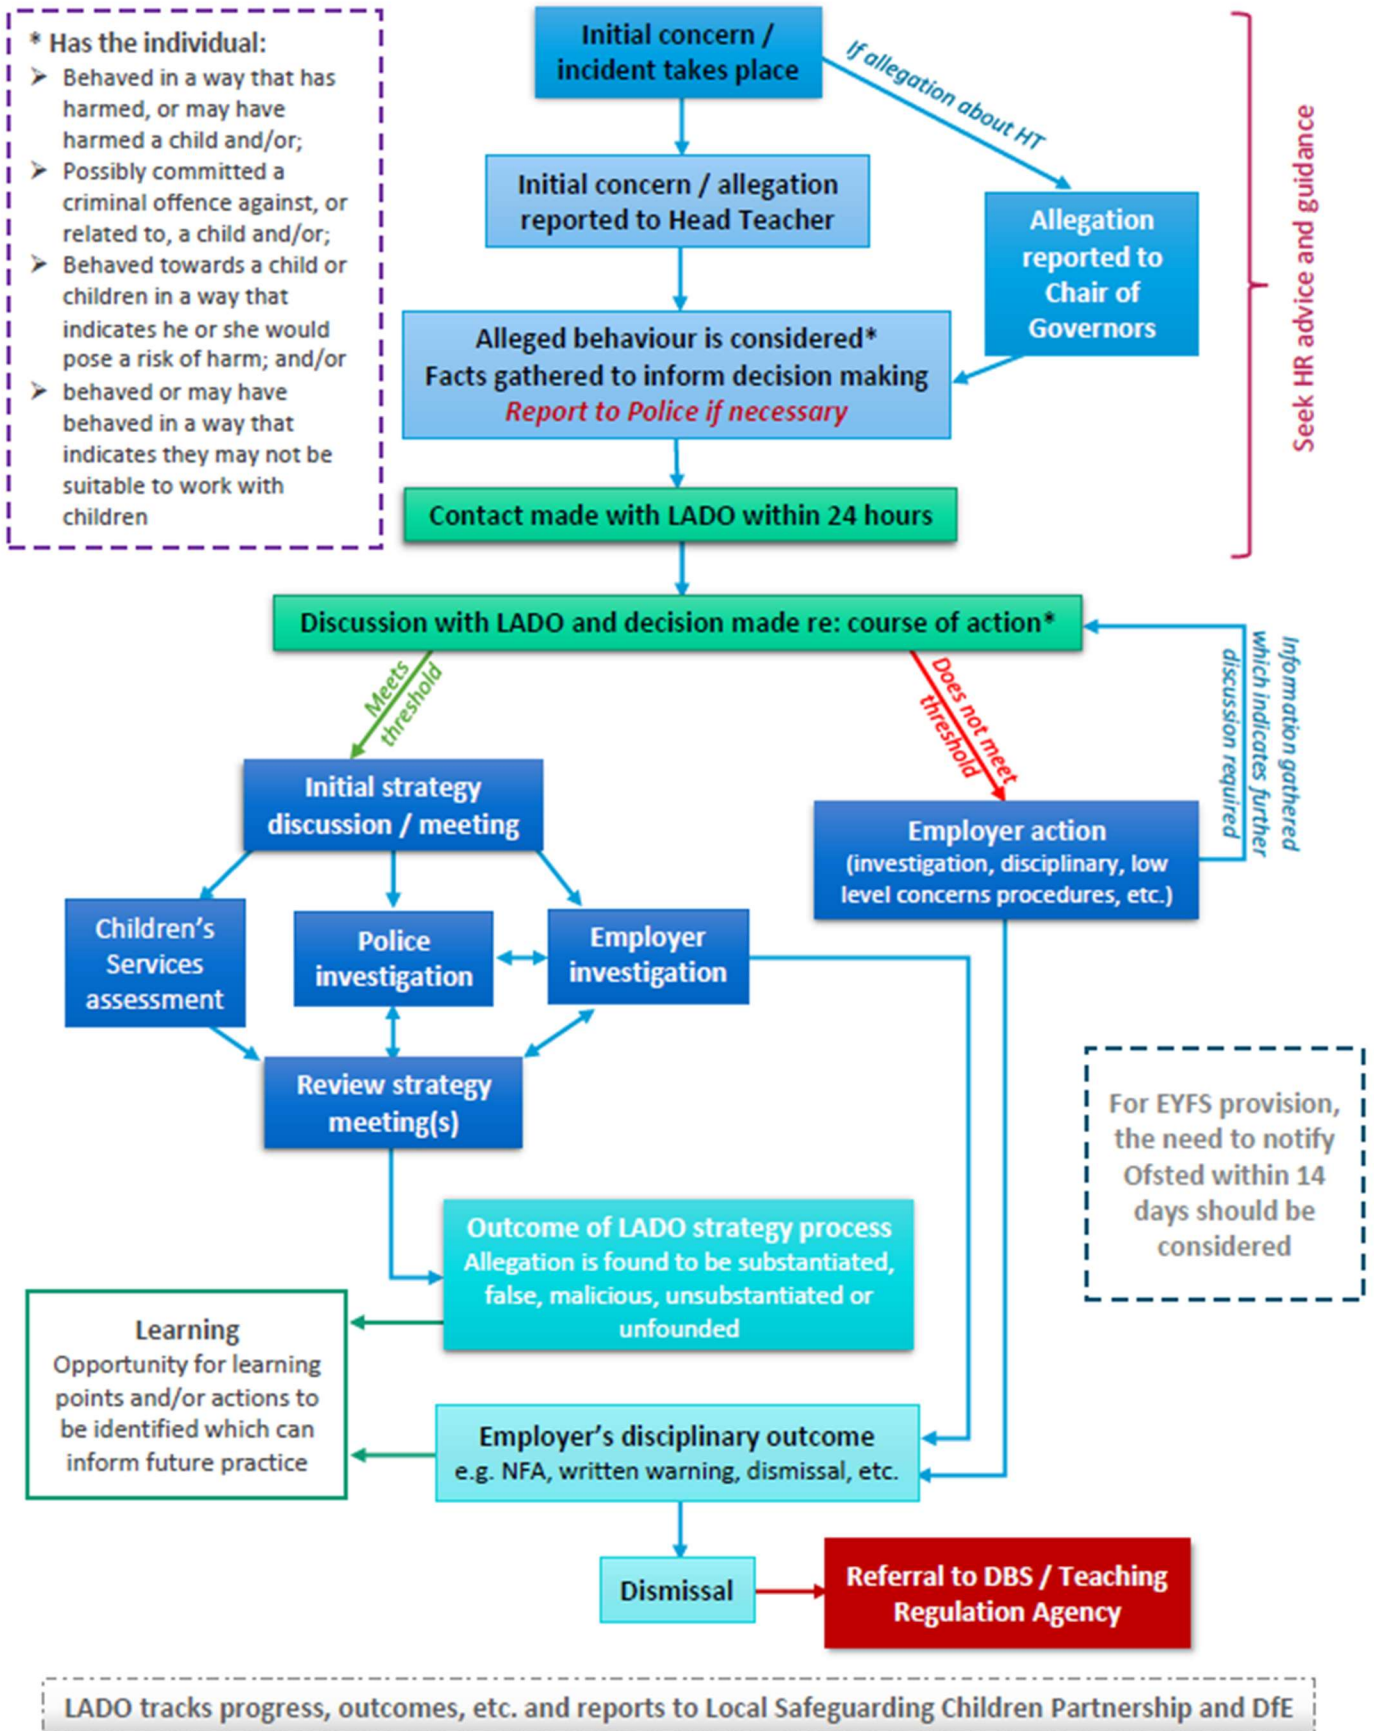 * Has the individual:
➤ Behaved in a way that has
harmed, or may have
harmed a child and/or;
➤ Possibly committed a
criminal offence against, or
related to, a child and/or;
➤ Behaved towards a child or
children in a way that
indicates he or she would
pose a risk of harm; and/or
➤ behaved or may have
behaved in a way that
indicates they may not be
suitable to work with
children
Initial concern /
incident takes place
If allegation about HT
Initial concern / allegation
reported to Head Teacher
Allegation
reported to
Chair of
Governors
Seek HR advice and guidance
Alleged behaviour is considered*
Facts gathered to inform decision making
Report to Police if necessary
Contact made with LADO within 24 hours
Discussion with LADO and decision made re: course of action*
Meets
threshold
Does not meet
threshold
Information gathered
which indicates further
discussion required
Initial strategy
discussion / meeting
Employer action
(investigation, disciplinary, low
level concerns procedures, etc.)
Children's
Services
assessment
Police
investigation
Employer
investigation
Review strategy
meeting(s)
For EYFS provision,
the need to notify
Ofsted within 14
days should be
considered
Outcome of LADO strategy process
Allegation is found to be substantiated,
false, malicious, unsubstantiated or
unfounded
Learning
Opportunity for learning
points and/or actions to
be identified which can
inform future practice
Employer's disciplinary outcome
e.g. NFA, written warning, dismissal, etc.
Dismissal
Referral to DBS / Teaching
Regulation Agency
LADO tracks progress, outcomes, etc. and reports to Local Safeguarding Children Partnership and DfE